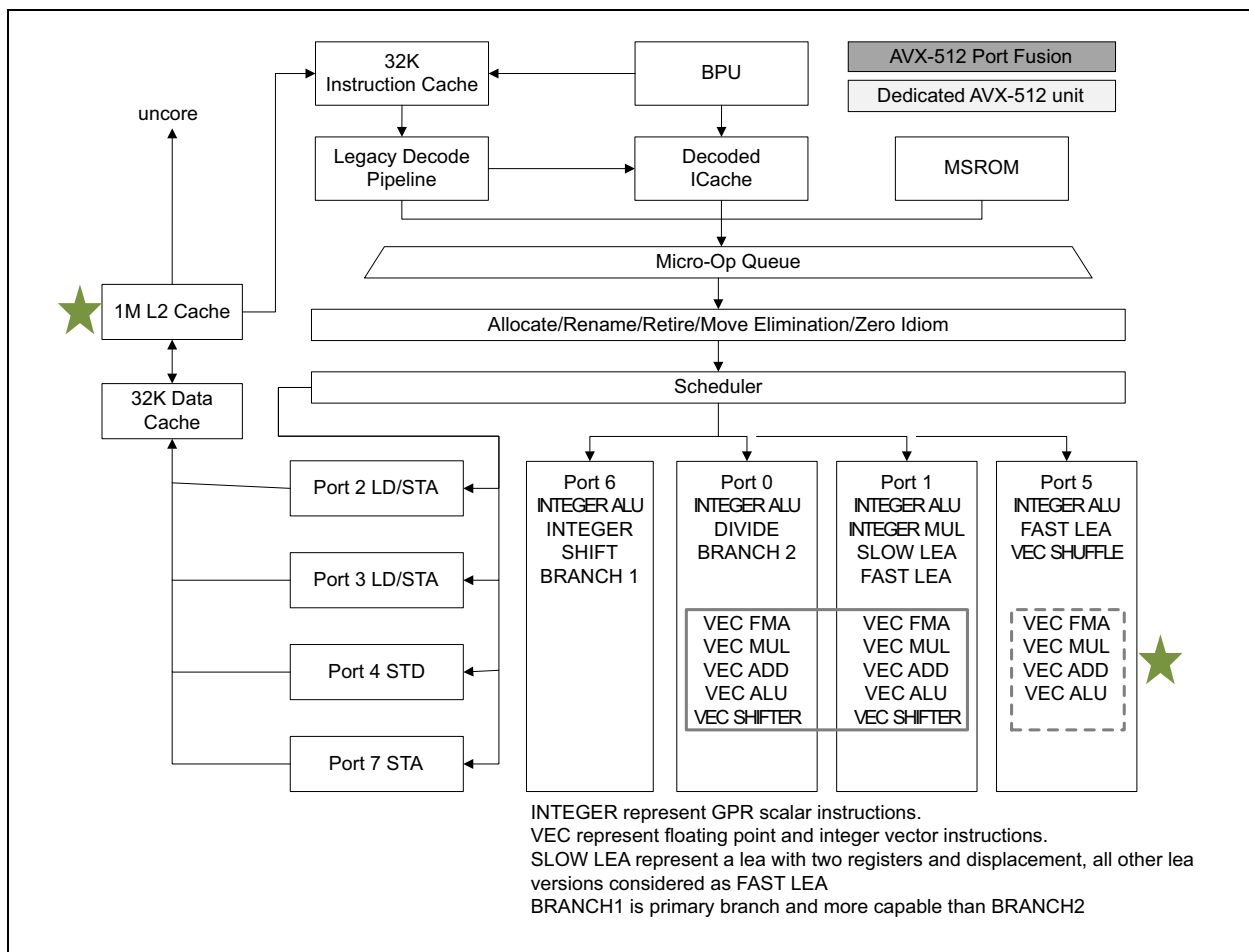 32K
Instruction Cache
BPU
AVX-512 Port Fusion
Dedicated AVX-512 unit
uncore
Legacy Decode
Pipeline
Decoded
ICache
MSROM
Micro-Op Queue
1M L2 Cache
Allocate/Rename/Retire/Move Elimination/Zero Idiom
Scheduler
32K Data
Cache
Port 2 LD/STA
Port 3 LD/STA
Port 4 STD
Port 7 STA
Port 6
INTEGER ALU
INTEGER
SHIFT
BRANCH 1
Port 0
INTEGER ALU
DIVIDE
BRANCH 2
VEC FMA
VEC MUL
VEC ADD
VEC ALU
VEC SHIFTER
Port 1
INTEGER ALU
INTEGER MUL
SLOW LEA
FAST LEA
VEC FMA
VEC MUL
VEC ADD
VEC ALU
VEC SHIFTER
Port 5
INTEGER ALU
FAST LEA
VEC SHUFFLE
VEC FMA
VEC MUL
VEC ADD
VEC ALU
INTEGER represent GPR scalar instructions.
VEC represent floating point and integer vector instructions.
SLOW LEA represent a lea with two registers and displacement, all other lea
versions considered as FAST LEA
BRANCH1 is primary branch and more capable than BRANCH2